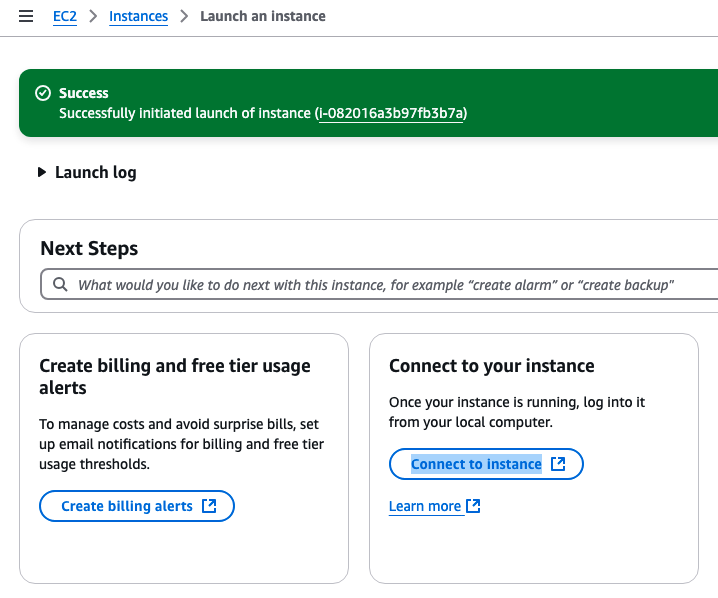 EC2 > Instances > Launch an instance
Success
Successfully initiated launch of instance (i-082016a3b97fb3b7a)
Launch log
Next Steps
What would you like to do next with this instance, for example “create alarm” or “create backup”
Create billing and free tier usage
alerts
To manage costs and avoid surprise bills, set
up email notifications for billing and free tier
usage thresholds.
Create billing alerts
Connect to your instance
Once your instance is running, log into it
from your local computer.
Connect to instance
Learn more